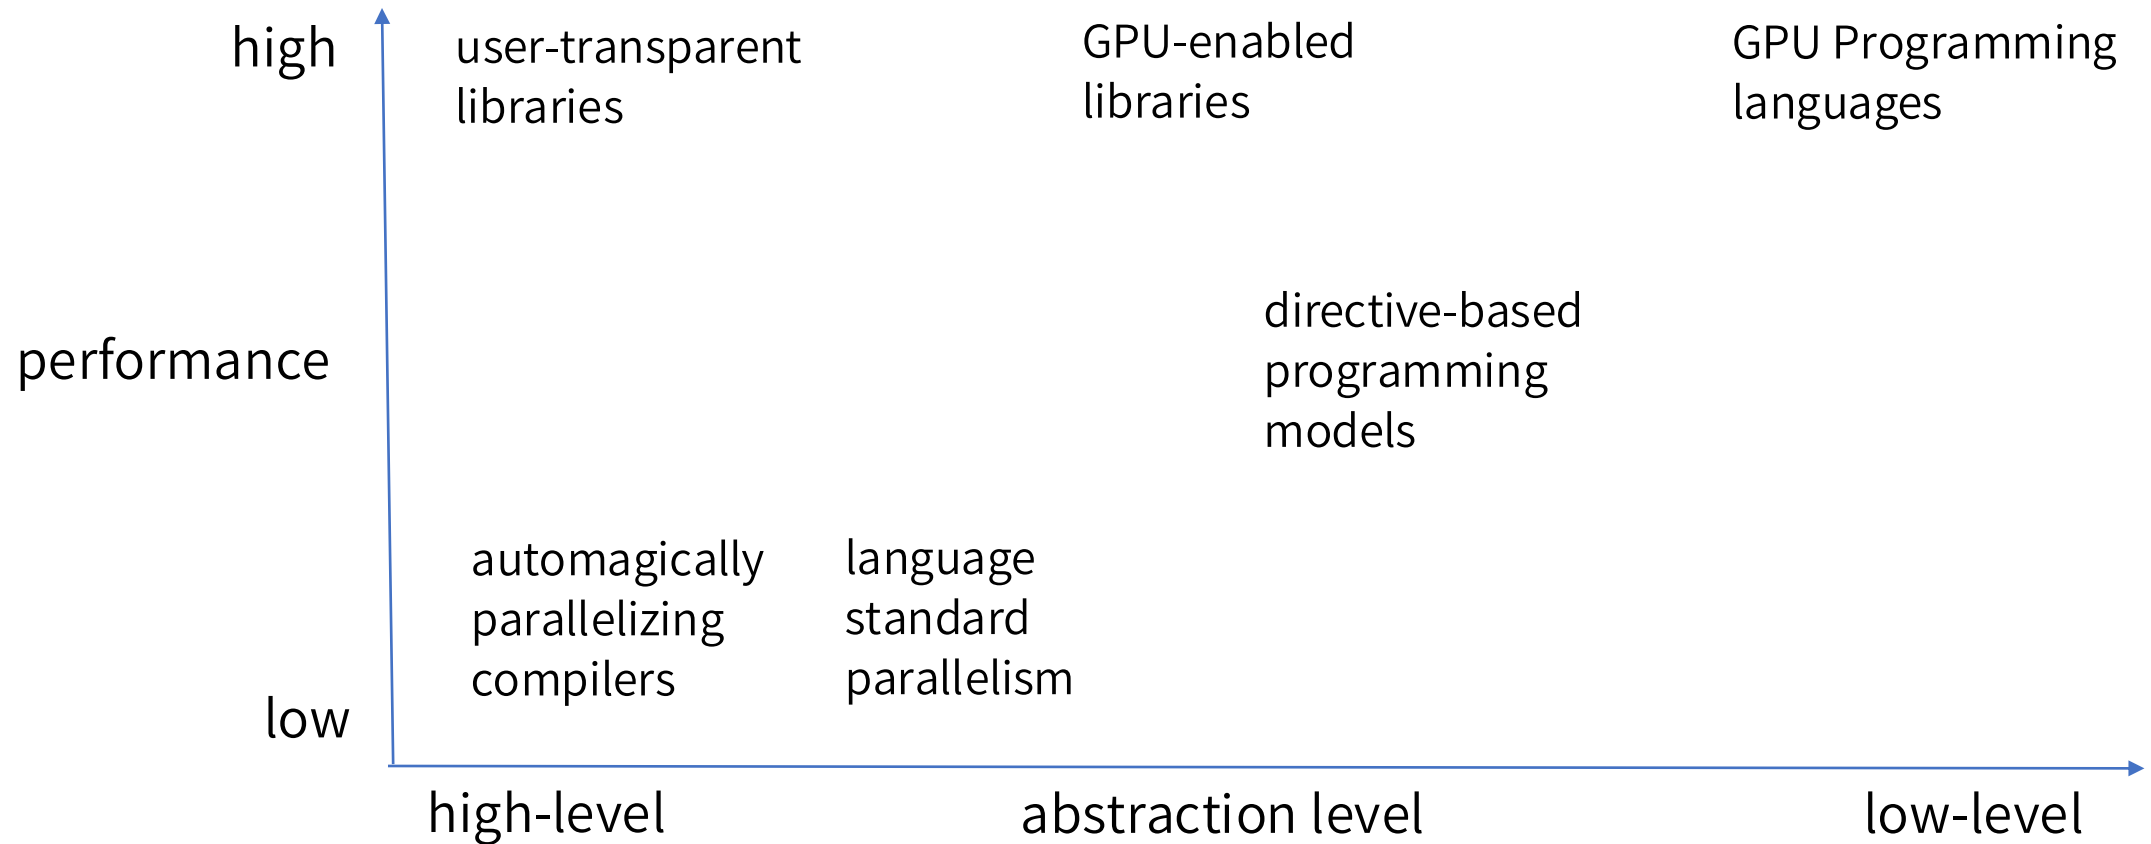 high
user-transparent
libraries
GPU-enabled
libraries
GPU Programming
languages
performance
directive-based
programming
models
automagically
parallelizing
compilers
language
standard
parallelism
low
high-level
abstraction level
low-level